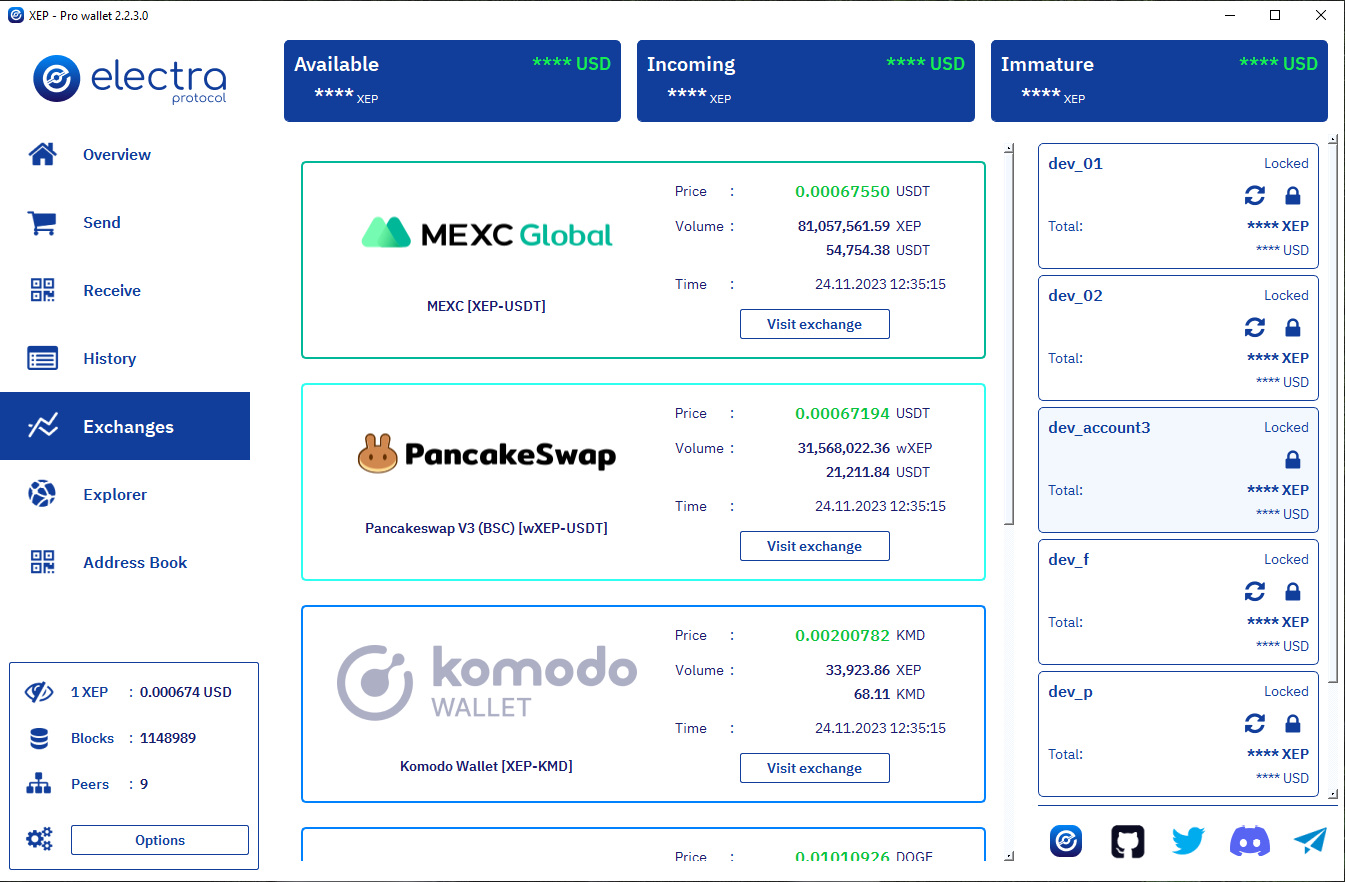 XEP - Pro wallet 2.2.3.0
electra
protocol
Overview
Send
Receive
History
Exchanges
Explorer
Address Book
1 XEP : 0.000674 USD
Blocks : 1148989
Peers : 9
Options
Available **** USD
**** XEP
Incoming **** USD
**** XEP
Immature **** USD
**** XEP
MEXC Global
MEXC [XEP-USDT]
Price : 0.00067550 USDT
Volume : 81,057,561.59 XEP
54,754.38 USDT
Time : 24.11.2023 12:35:15
Visit exchange
PancakeSwap
Pancakeswap V3 (BSC) [wXEP-USDT]
Price : 0.00067194 USDT
Volume : 31,568,022.36 wXEP
21,211.84 USDT
Time : 24.11.2023 12:35:15
Visit exchange
komodo
WALLET
Komodo Wallet [XEP-KMD]
Price : 0.00200782 KMD
Volume : 33,923.86 XEP
68.11 KMD
Time : 24.11.2023 12:35:15
Visit exchange
Price : 0.01010926 DOGE
dev_01 Locked
Total: **** XEP
**** USD
dev_02 Locked
Total: **** XEP
**** USD
dev_account3 Locked
Total: **** XEP
**** USD
dev_f Locked
Total: **** XEP
**** USD
dev_p Locked
Total: **** XEP
**** USD